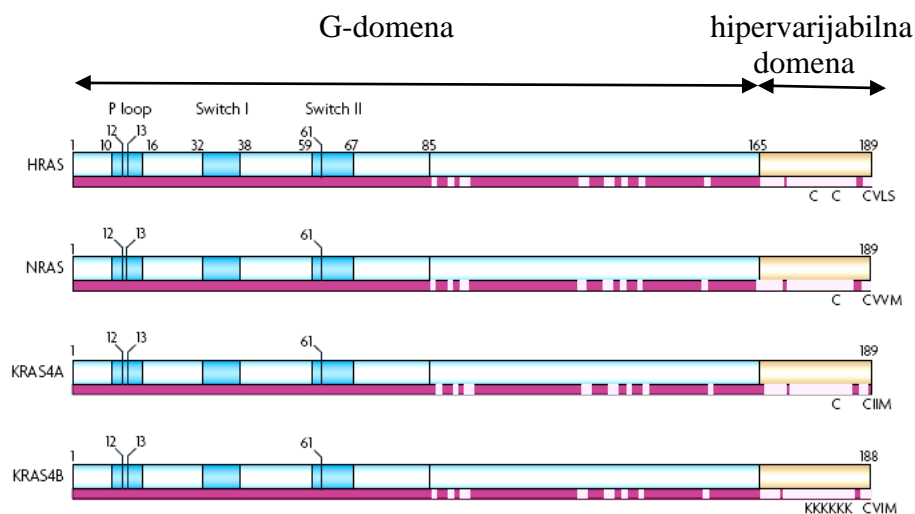 G-domena
hipervarijabilna
domena
P loop Switch I Switch II
12 13 61
1 10 16 32 38 59 67 85 165 189
HRAS
C C CVLS
12 13 61
1 189
NRAS
C CVVM
12 13 61
1 189
KRAS4A
C CIIM
12 13 61
1 188
KRAS4B
KKKKKK CVIM